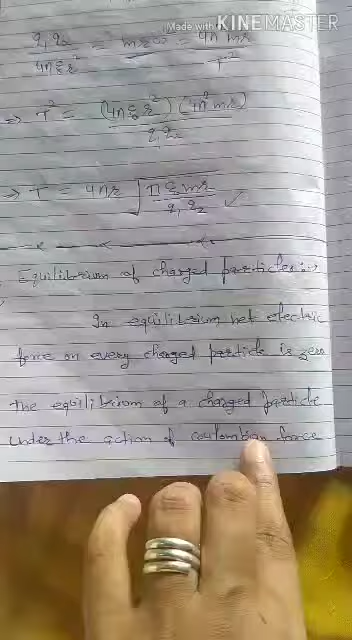 Made with KINEMASTER
q₁q₂ / 4πε₀r² = mrω² = 4π²mr / T²
⇒ T² = (4πε₀r²)(4π²mr) / q₁q₂
⇒ T = 4πr √(πε₀mr / q₁q₂) ✓
Equilibrium of charged particles :-
In equilibrium net electric
force on every charged particle is zero
The equilibrium of a charged particle
under the action of coulombian force